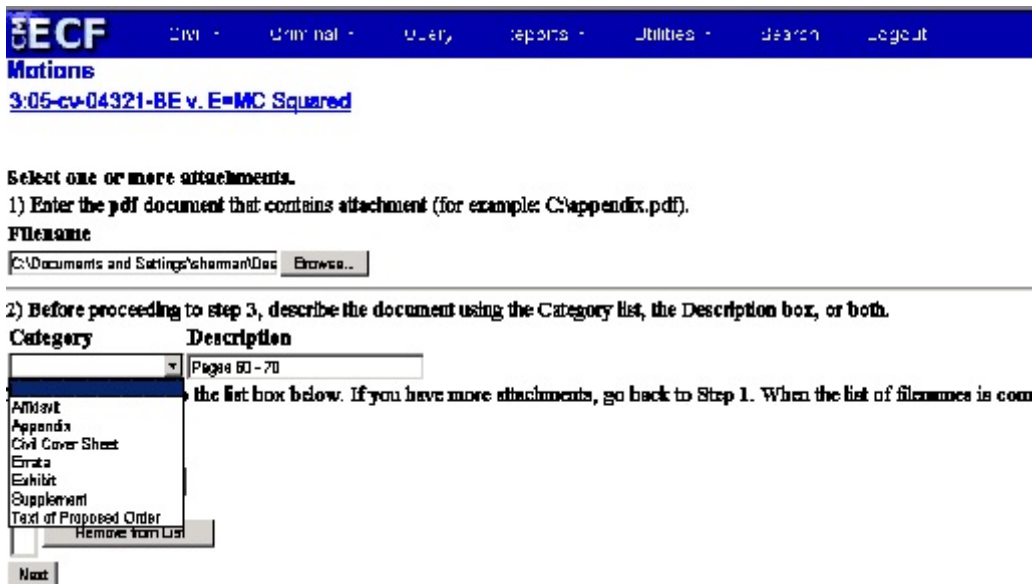 CM
ECF Civil Criminal Query Reports Utilities Search Logout
Motions
3:05-cv-04321-BE v. E=MC Squared
Select one or more attachments.
1) Enter the pdf document that contains attachment (for example: C:\appendix.pdf).
Filename
C:\Documents and Settings\sherman\Des Browse...
2) Before proceeding to step 3, describe the document using the Category list, the Description box, or both.
Category Description
Pages 60 - 70
the list box below. If you have more attachments, go back to Step 1. When the list of filenames is com
Affidavit
Appendix
Civil Cover Sheet
Errata
Exhibit
Supplement
Text of Proposed Order
Remove from List
Next